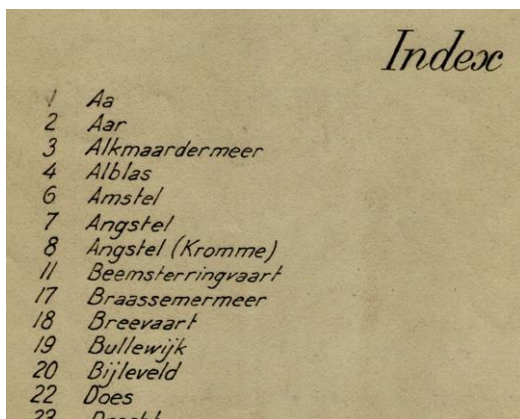 Index
1 Aa
2 Aar
3 Alkmaardermeer
4 Alblas
6 Amstel
7 Angstel
8 Angstel (Kromme)
11 Beemsterringvaart
17 Braassemermeer
18 Breevaart
19 Bullewijk
20 Bijleveld
22 Does
23